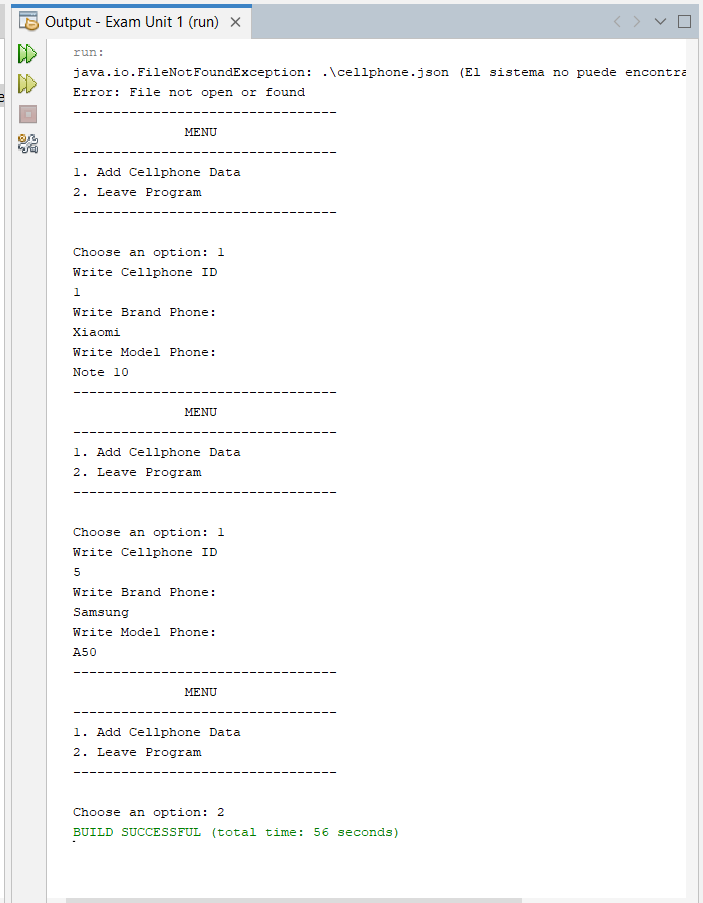 Output - Exam Unit 1 (run)
run:
java.io.FileNotFoundException: .\cellphone.json (El sistema no puede encontra
Error: File not open or found
---------------------------------
              MENU
---------------------------------
1. Add Cellphone Data
2. Leave Program
---------------------------------
Choose an option: 1
Write Cellphone ID
1
Write Brand Phone:
Xiaomi
Write Model Phone:
Note 10
---------------------------------
              MENU
---------------------------------
1. Add Cellphone Data
2. Leave Program
---------------------------------
Choose an option: 1
Write Cellphone ID
5
Write Brand Phone:
Samsung
Write Model Phone:
A50
---------------------------------
              MENU
---------------------------------
1. Add Cellphone Data
2. Leave Program
---------------------------------
Choose an option: 2
BUILD SUCCESSFUL (total time: 56 seconds)